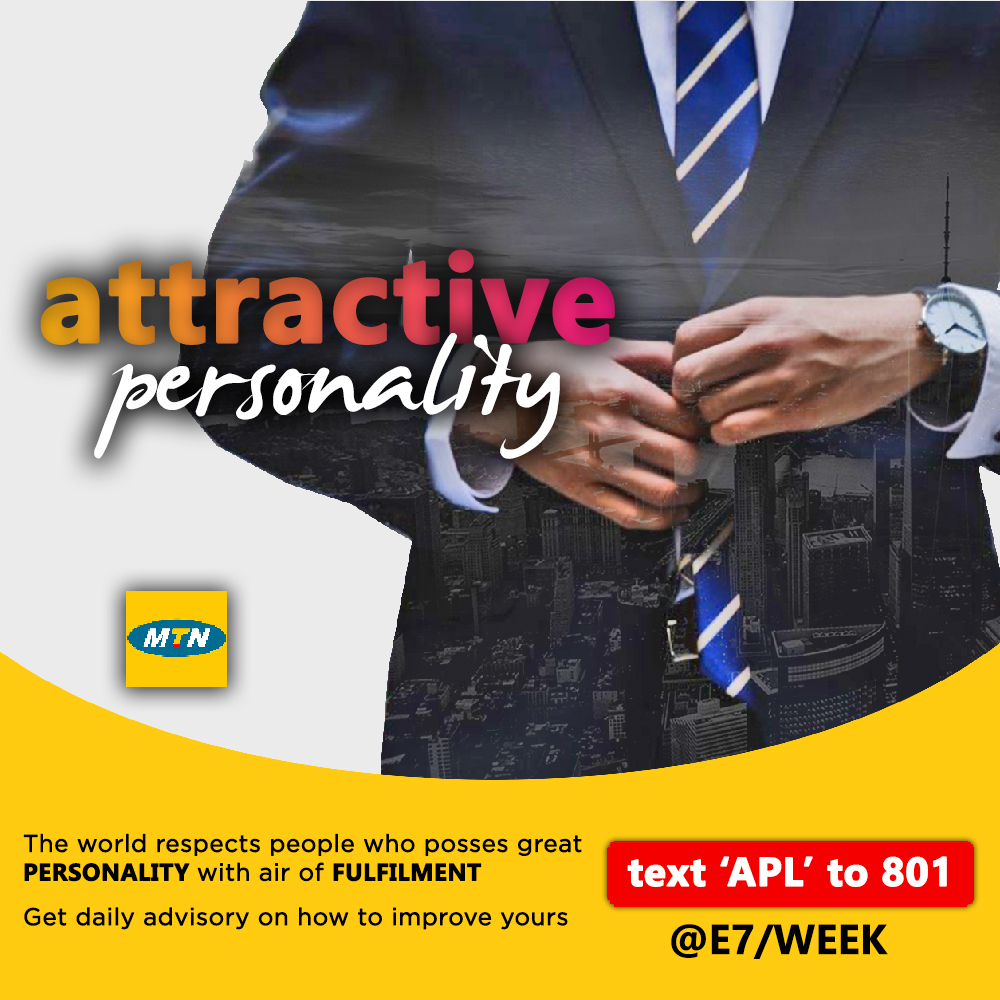 attractive
personality
MTN
The world respects people who posses great
PERSONALITY with air of FULFILMENT
Get daily advisory on how to improve yours
text ‘APL’ to 801
@E7/WEEK